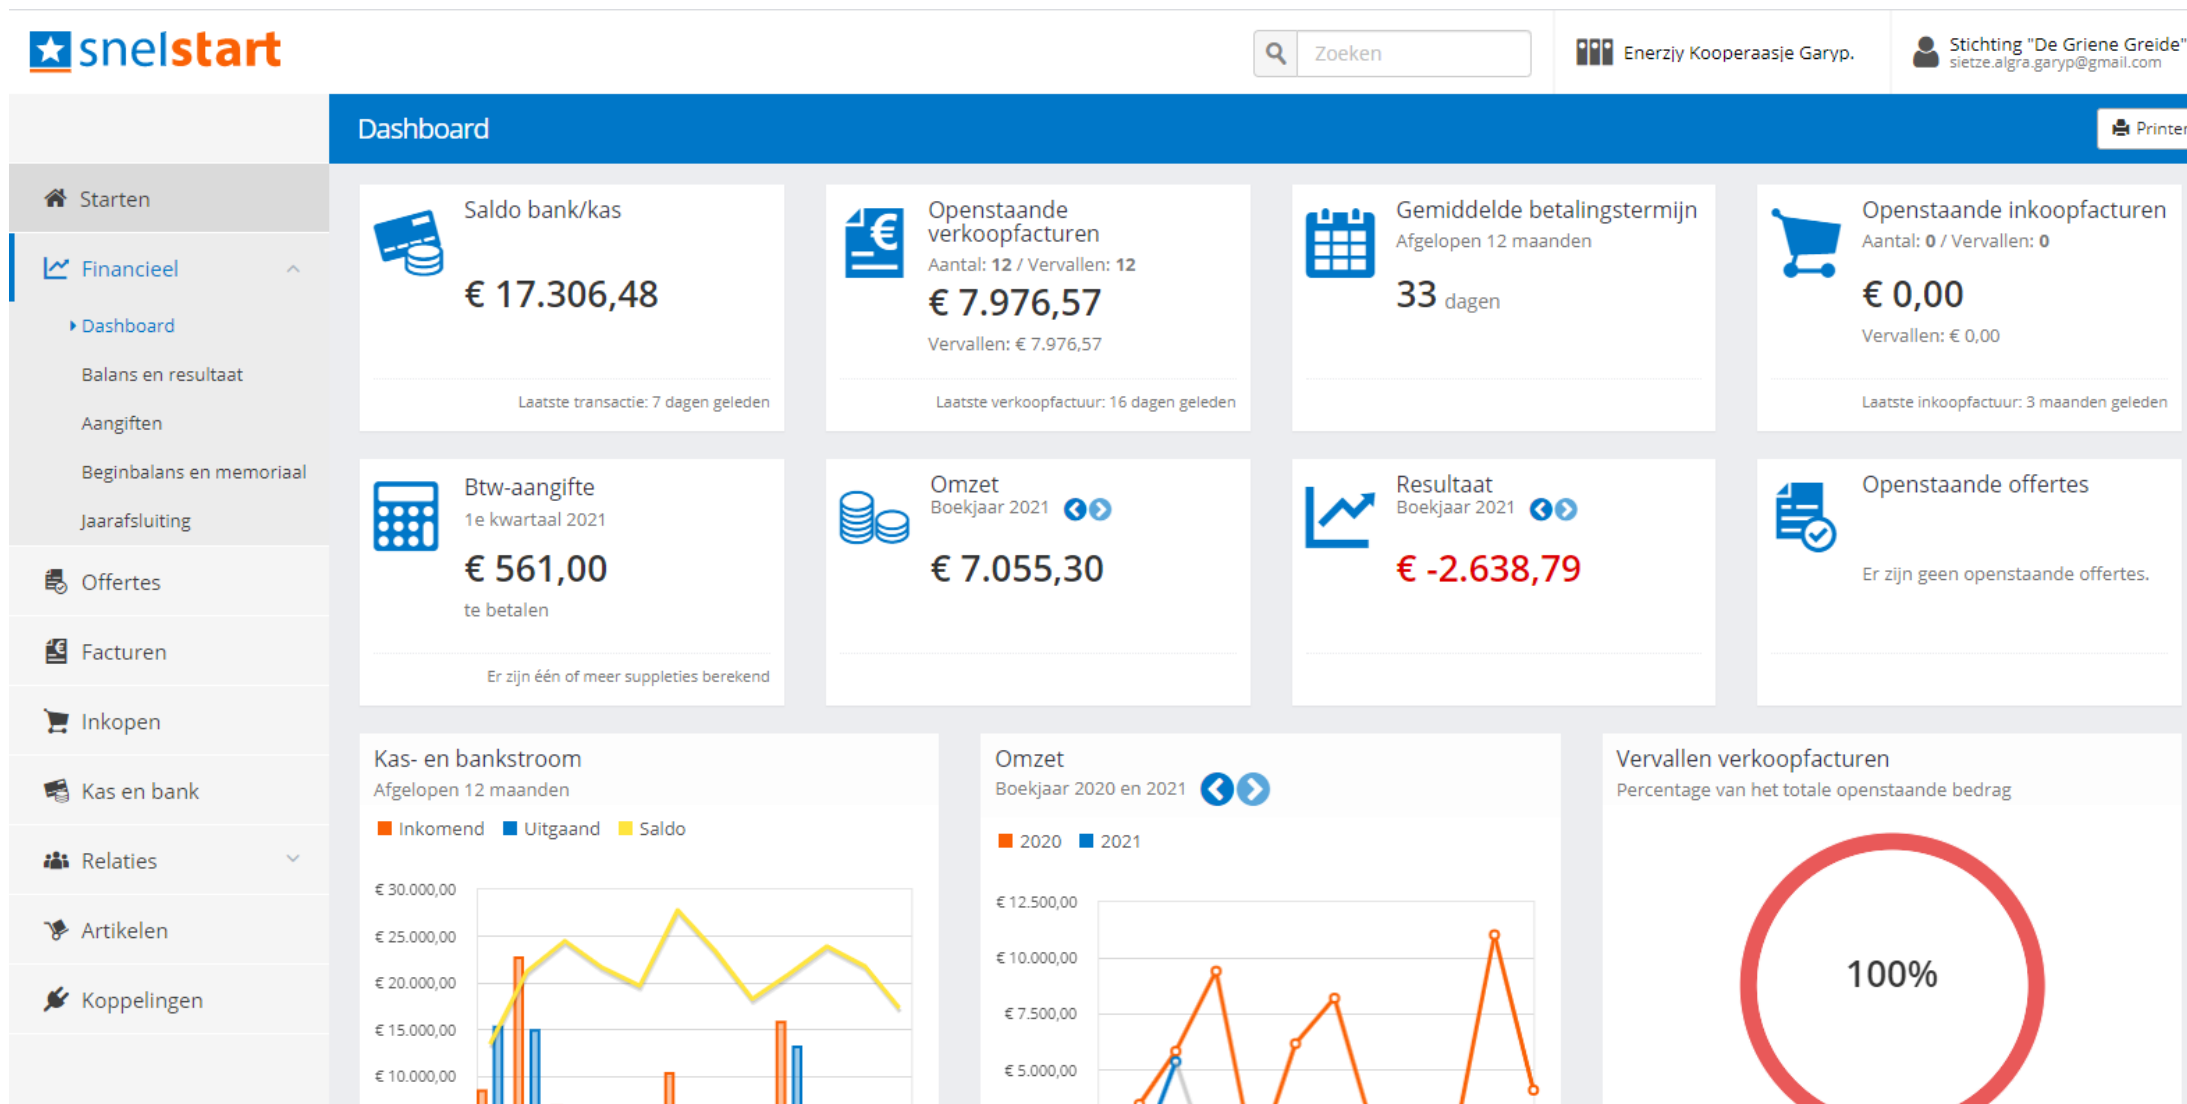 snelstart
Zoeken
Enerzjy Kooperaasje Garyp.
Stichting "De Griene Greide"
sietze.algra.garyp@gmail.com
Dashboard
Printen
Starten
Financieel
Dashboard
Balans en resultaat
Aangiften
Beginbalans en memoriaal
Jaarafsluiting
Offertes
Facturen
Inkopen
Kas en bank
Relaties
Artikelen
Koppelingen
Saldo bank/kas
€ 17.306,48
Laatste transactie: 7 dagen geleden
Openstaande
verkoopfacturen
Aantal: 12 / Vervallen: 12
€ 7.976,57
Vervallen: € 7.976,57
Laatste verkoopfactuur: 16 dagen geleden
Gemiddelde betalingstermijn
Afgelopen 12 maanden
33 dagen
Openstaande inkoopfacturen
Aantal: 0 / Vervallen: 0
€ 0,00
Vervallen: € 0,00
Laatste inkoopfactuur: 3 maanden geleden
Btw-aangifte
1e kwartaal 2021
€ 561,00
te betalen
Er zijn één of meer suppleties berekend
Omzet
Boekjaar 2021
€ 7.055,30
Resultaat
Boekjaar 2021
€ -2.638,79
Openstaande offertes
Er zijn geen openstaande offertes.
Kas- en bankstroom
Afgelopen 12 maanden
Inkomend Uitgaand Saldo
€ 30.000,00
€ 25.000,00
€ 20.000,00
€ 15.000,00
€ 10.000,00
Omzet
Boekjaar 2020 en 2021
2020 2021
€ 12.500,00
€ 10.000,00
€ 7.500,00
€ 5.000,00
Vervallen verkoopfacturen
Percentage van het totale openstaande bedrag
100%